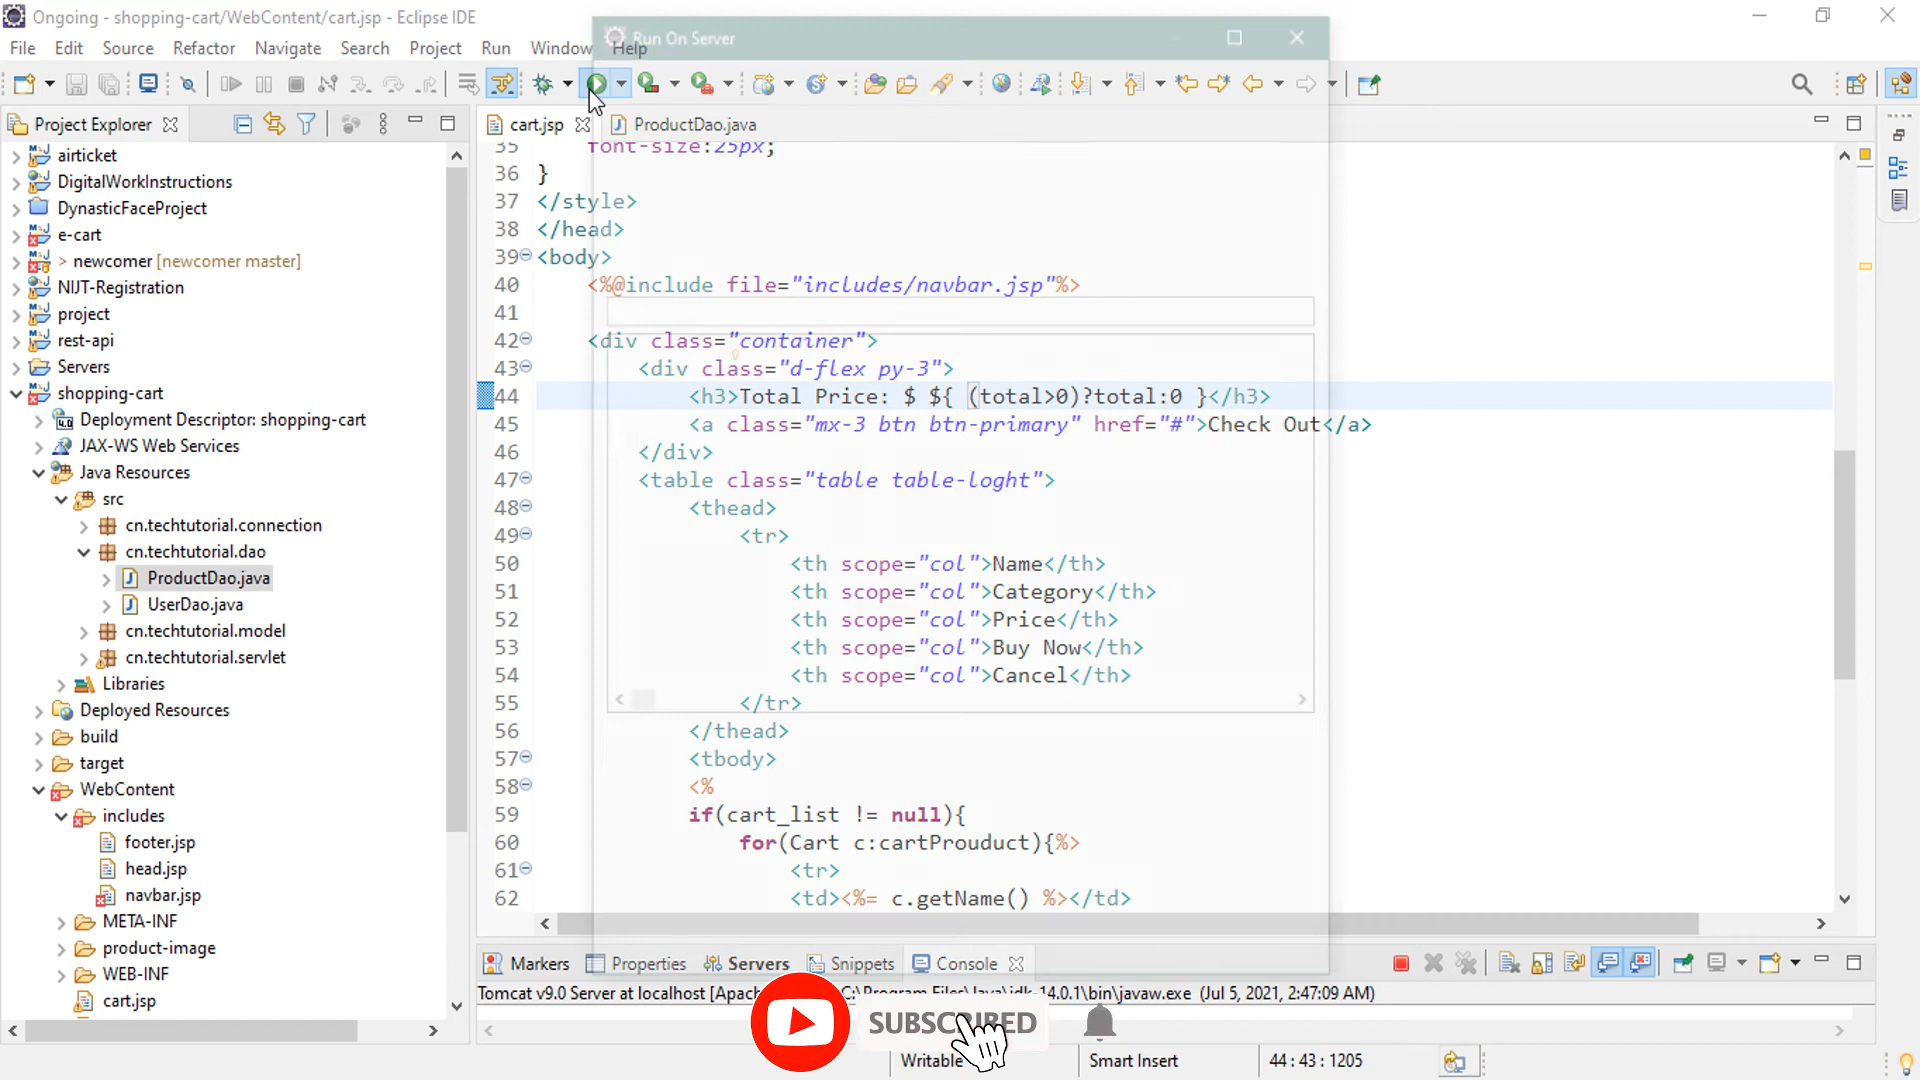 Ongoing - shopping-cart/WebContent/cart.jsp - Eclipse IDE
Run On Server
File Edit Source Refactor Navigate Search Project Run Window Help
Project Explorer
cart.jsp
ProductDao.java
airticket
DigitalWorkInstructions
DynasticFaceProject
e-cart
> newcomer [newcomer master]
NIJT-Registration
project
rest-api
Servers
shopping-cart
Deployment Descriptor: shopping-cart
JAX-WS Web Services
Java Resources
src
cn.techtutorial.connection
cn.techtutorial.dao
ProductDao.java
UserDao.java
cn.techtutorial.model
cn.techtutorial.servlet
Libraries
Deployed Resources
build
target
WebContent
includes
footer.jsp
head.jsp
navbar.jsp
META-INF
product-image
WEB-INF
cart.jsp
35 font-size:25px;
36 }
37 </style>
38 </head>
39 <body>
40 <%@include file="includes/navbar.jsp"%>
41
42 <div class="container">
43 <div class="d-flex py-3">
44 <h3>Total Price: $ ${ (total>0)?total:0 }</h3>
45 <a class="mx-3 btn btn-primary" href="#">Check Out</a>
46 </div>
47 <table class="table table-loght">
48 <thead>
49 <tr>
50 <th scope="col">Name</th>
51 <th scope="col">Category</th>
52 <th scope="col">Price</th>
53 <th scope="col">Buy Now</th>
54 <th scope="col">Cancel</th>
55 </tr>
56 </thead>
57 <tbody>
58 <%
59 if(cart_list != null){
60 for(Cart c:cartProuduct){%>
61 <tr>
62 <td><%= c.getName() %></td>
Markers Properties Servers Snippets Console
Tomcat v9.0 Server at localhost [Apac C:\Program Files\Java\jdk-14.0.1\bin\javaw.exe (Jul 5, 2021, 2:47:09 AM)
SUBSCRIBED
Writable Smart Insert 44 : 43 : 1205